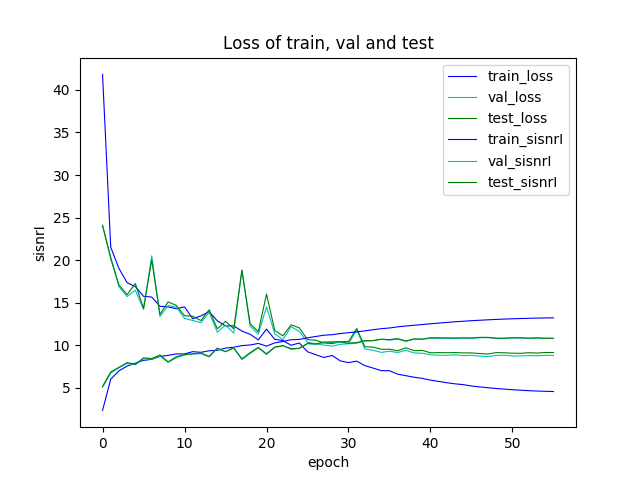 Loss of train, val and test
train_loss
val_loss
test_loss
train_sisnrI
val_sisnrI
test_sisnrI
sisnrI
40
35
30
25
20
15
10
5
0 10 20 30 40 50
epoch